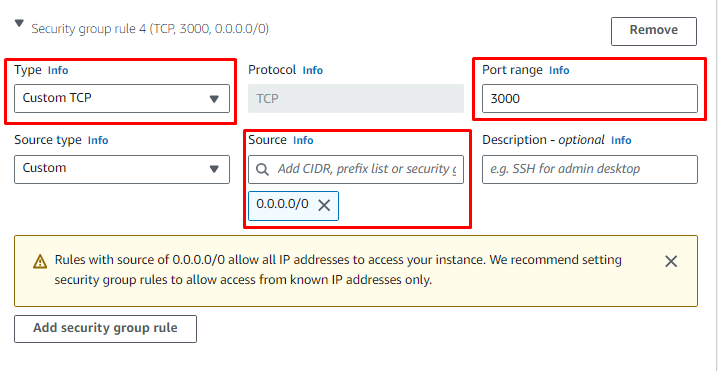 Security group rule 4 (TCP, 3000, 0.0.0.0/0)
Remove
Type Info
Protocol Info
Port range Info
Custom TCP
TCP
3000
Source type Info
Source Info
Description - optional Info
Custom
Add CIDR, prefix list or security g
e.g. SSH for admin desktop
0.0.0.0/0
Rules with source of 0.0.0.0/0 allow all IP addresses to access your instance. We recommend setting
security group rules to allow access from known IP addresses only.
Add security group rule